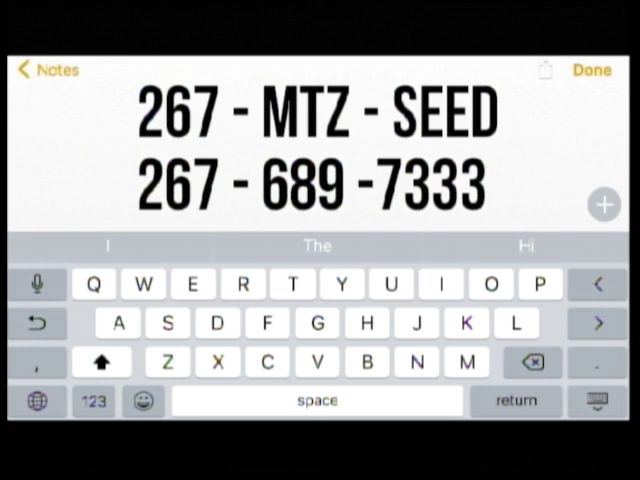 Notes
Done
267 - MTZ - SEED
267 - 689 -7333
I
The
Hi
Q W E R T Y U I O P
A S D F G H J K L
, Z X C V B N M .
123 space return